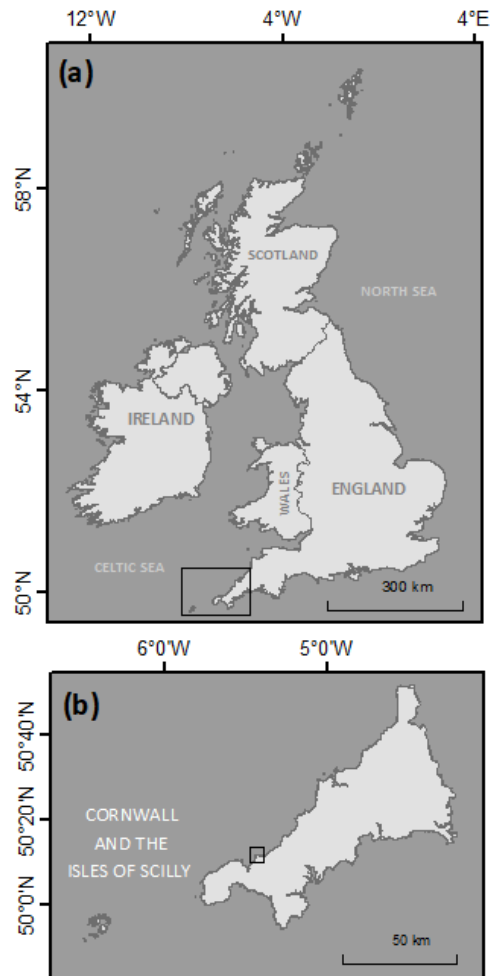 12°W 4°W 4°E
(a)
58°N
SCOTLAND
NORTH SEA
54°N
IRELAND
WALES
ENGLAND
CELTIC SEA
50°N
300 km
6°0'W 5°0'W
(b)
50°40'N
50°20'N
CORNWALL
AND THE
ISLES OF SCILLY
50°0'N
50 km